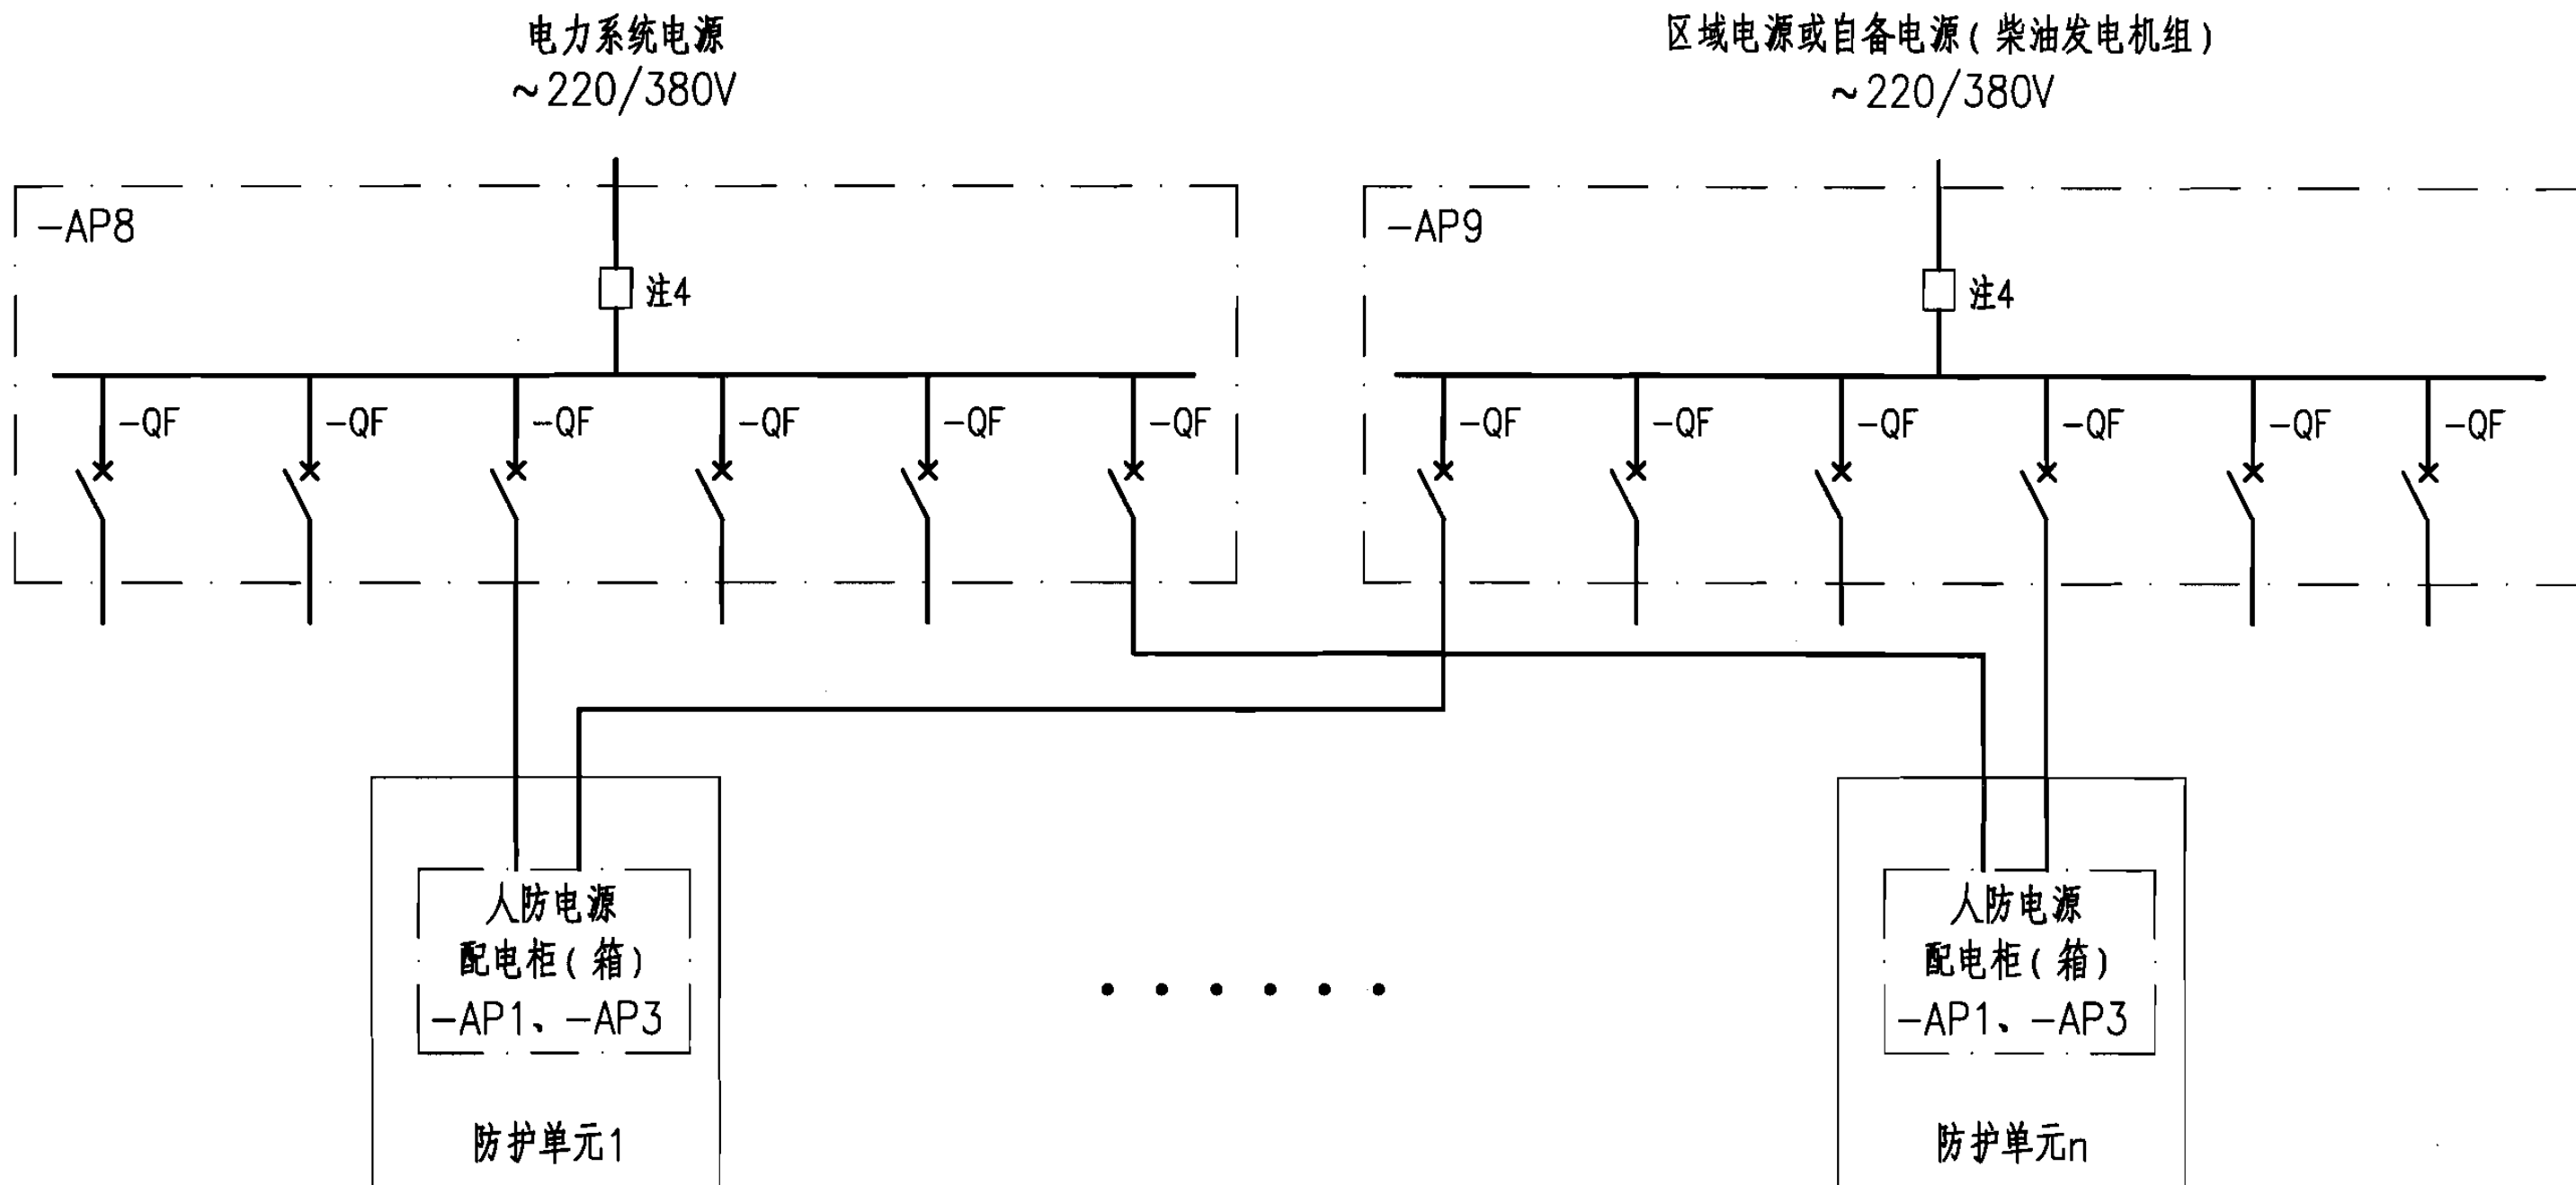 电力系统电源
~220/380V
区域电源或自备电源(柴油发电机组)
~220/380V
-AP8
注4
-QF
-QF
-QF
-QF
-QF
-QF
-AP9
注4
-QF
-QF
-QF
-QF
-QF
-QF
人防电源
配电柜(箱)
-AP1、-AP3
防护单元1
人防电源
配电柜(箱)
-AP1、-AP3
防护单元n